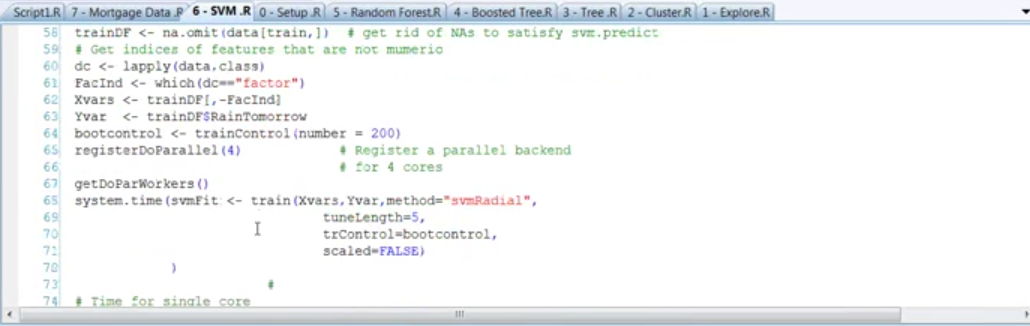 Script1.R 7 - Mortgage Data .R 6 - SVM .R 0 - Setup .R 5 - Random Forest.R 4 - Boosted Tree.R 3 - Tree .R 2 - Cluster.R 1 - Explore.R
58 trainDF <- na.omit(data[train,]) # get rid of NAs to satisfy svm.predict
59 # Get indices of features that are not mumeric
60 dc <- lapply(data,class)
61 FacInd <- which(dc=="factor")
62 Xvars <- trainDF[,-FacInd]
63 Yvar <- trainDF$RainTomorrow
64 bootcontrol <- trainControl(number = 200)
65 registerDoParallel(4) # Register a parallel backend
66 # for 4 cores
67 getDoParWorkers()
68 system.time(svmFit <- train(Xvars,Yvar,method="svmRadial",
69 tuneLength=5,
70 trControl=bootcontrol,
71 scaled=FALSE)
72 )
73 #
74 # Time for single core